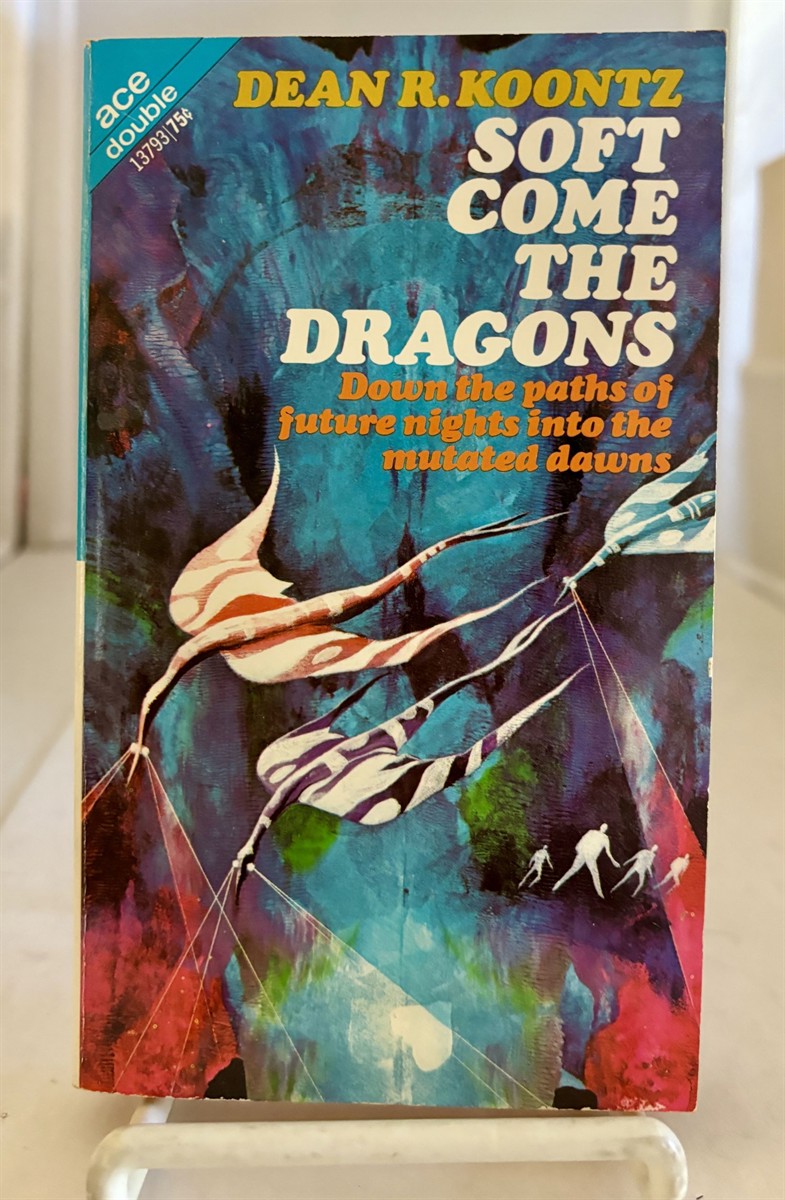 ace
double
13793/75¢
DEAN R. KOONTZ
SOFT
COME
THE
DRAGONS
Down the paths of
future nights into the
mutated dawns